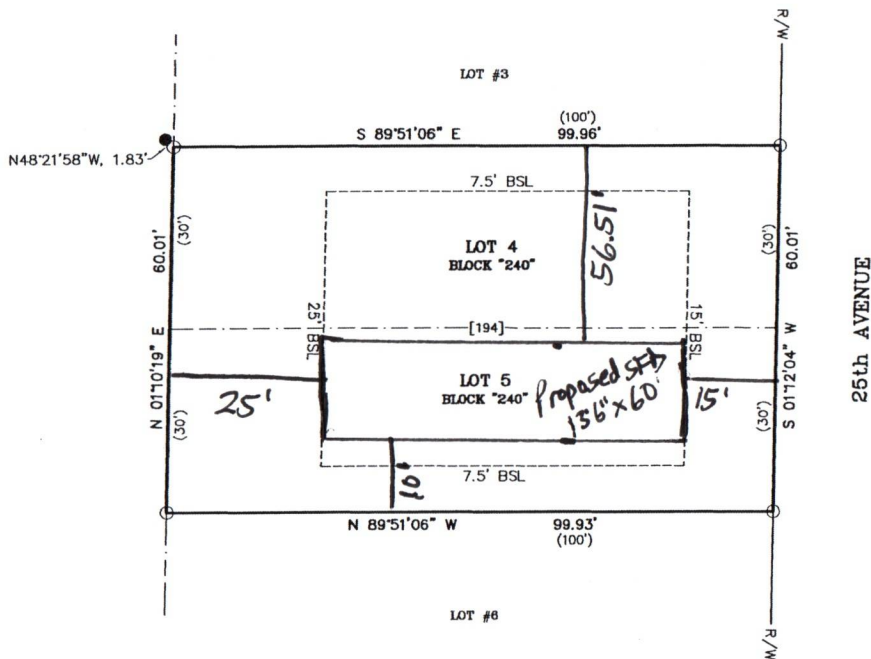 R/W
LOT #3
(100')
S 89°51'06" E 99.96'
N48°21'58"W, 1.83'
7.5' BSL
60.01'
(30')
56.51'
(30')
60.01'
LOT 4
BLOCK "240"
25th AVENUE
25' BSL
[194]
15' BSL
N 01°10'19" E
LOT 5
BLOCK "240"
Proposed SFD
13'6" x 60'
25'
15'
S 01°12'04" W
(30')
(30')
10'
7.5' BSL
N 89°51'06" W 99.93'
(100')
LOT #6
R/W